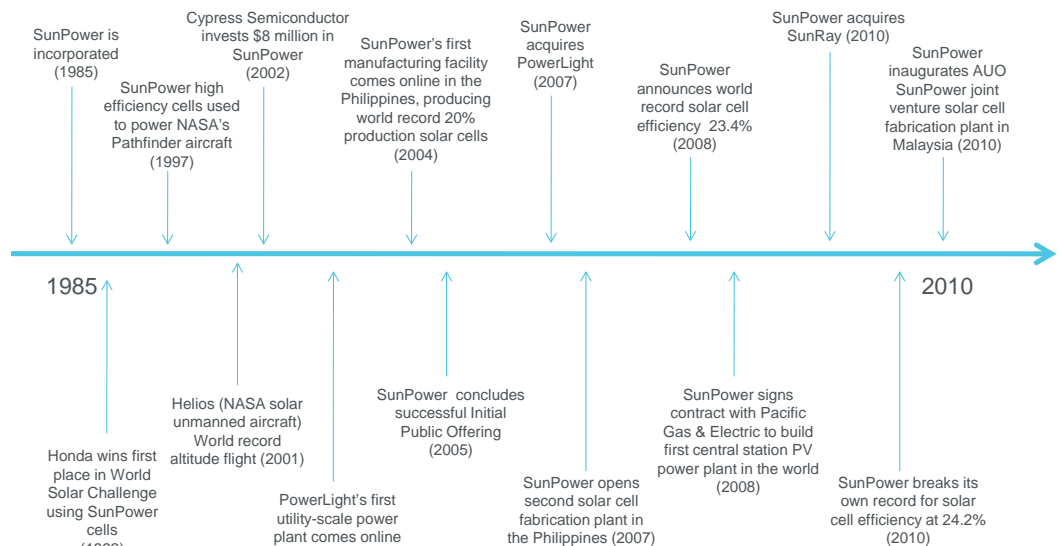 SunPower is
incorporated
(1985)
SunPower high
efficiency cells used
to power NASA's
Pathfinder aircraft
(1997)
Cypress Semiconductor
invests $8 million in
SunPower
(2002)
SunPower's first
manufacturing facility
comes online in the
Philippines, producing
world record 20%
production solar cells
(2004)
SunPower
acquires
PowerLight
(2007)
SunPower
announces world
record solar cell
efficiency 23.4%
(2008)
SunPower acquires
SunRay (2010)
SunPower
inaugurates AUO
SunPower joint
venture solar cell
fabrication plant in
Malaysia (2010)
1985
2010
Honda wins first
place in World
Solar Challenge
using SunPower
cells
Helios (NASA solar
unmanned aircraft)
World record
altitude flight (2001)
PowerLight's first
utility-scale power
plant comes online
SunPower concludes
successful Initial
Public Offering
(2005)
SunPower opens
second solar cell
fabrication plant in
the Philippines (2007)
SunPower signs
contract with Pacific
Gas & Electric to build
first central station PV
power plant in the world
(2008)
SunPower breaks its
own record for solar
cell efficiency at 24.2%
(2010)